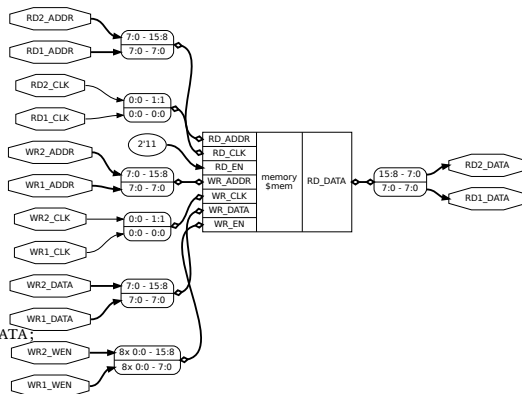 RD2_ADDR
7:0 - 15:8
RD1_ADDR
7:0 - 7:0
RD2_CLK
0:0 - 1:1
RD1_CLK
0:0 - 0:0
2'11
WR2_ADDR
7:0 - 15:8
WR1_ADDR
7:0 - 7:0
WR2_CLK
0:0 - 1:1
WR1_CLK
0:0 - 0:0
WR2_DATA
7:0 - 15:8
WR1_DATA
7:0 - 7:0
ATA;
WR2_WEN
8x 0:0 - 15:8
WR1_WEN
8x 0:0 - 7:0
RD_ADDR
RD_CLK
RD_EN
WR_ADDR
WR_CLK
WR_DATA
WR_EN
memory
$mem
RD_DATA
15:8 - 7:0
7:0 - 7:0
RD2_DATA
RD1_DATA